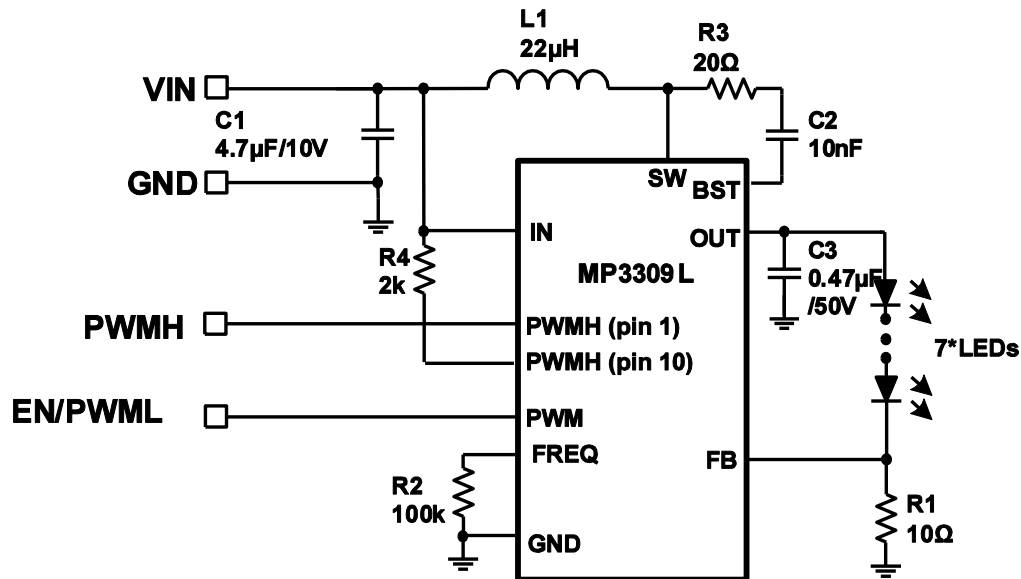 L1
22µH
R3
20Ω
VIN
C1
4.7µF/10V
C2
10nF
GND
SW
BST
IN
OUT
R4
2k
MP3309 L
C3
0.47µF
/50V
PWMH
PWMH (pin 1)
PWMH (pin 10)
7*LEDs
EN/PWML
PWM
FREQ
FB
R2
100k
R1
10Ω
GND